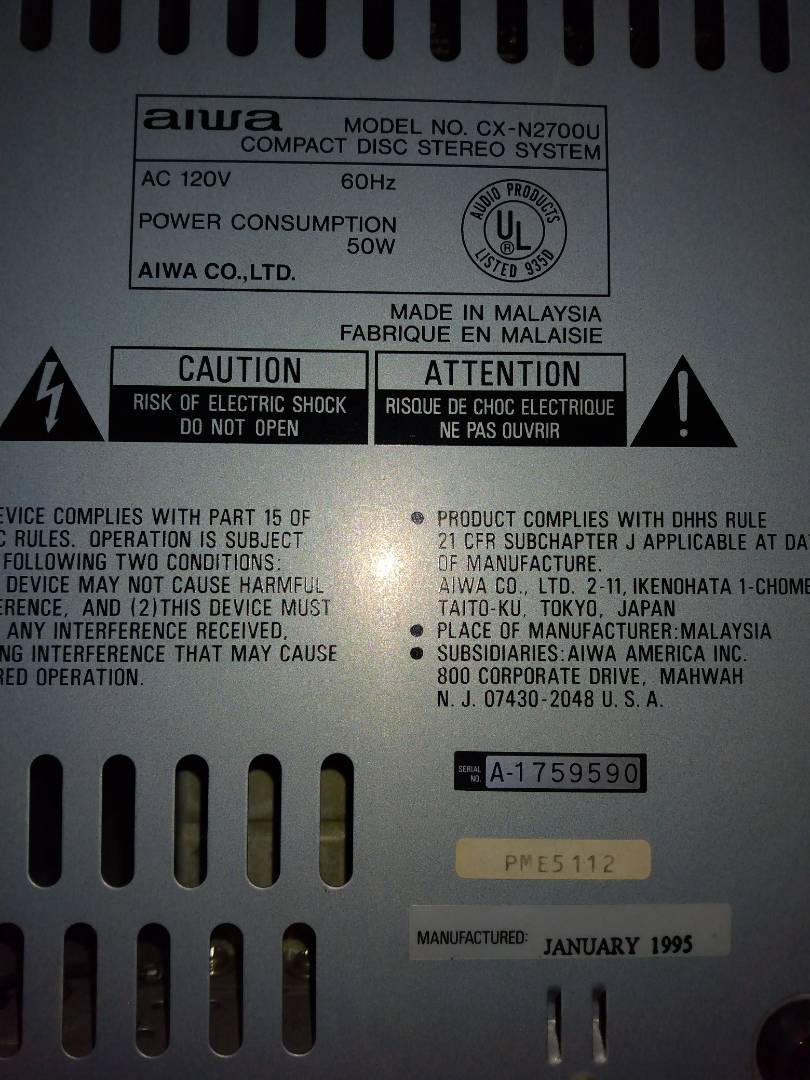 aiwa MODEL NO. CX-N2700U
COMPACT DISC STEREO SYSTEM
AC 120V 60Hz
POWER CONSUMPTION
50W
AIWA CO.,LTD.
AUDIO PRODUCTS
UL
®
LISTED 935D
MADE IN MALAYSIA
FABRIQUE EN MALAISIE
CAUTION
RISK OF ELECTRIC SHOCK
DO NOT OPEN
ATTENTION
RISQUE DE CHOC ELECTRIQUE
NE PAS OUVRIR
EVICE COMPLIES WITH PART 15 OF
C RULES. OPERATION IS SUBJECT
FOLLOWING TWO CONDITIONS:
DEVICE MAY NOT CAUSE HARMFUL
ERENCE, AND (2)THIS DEVICE MUST
ANY INTERFERENCE RECEIVED,
NG INTERFERENCE THAT MAY CAUSE
RED OPERATION.
● PRODUCT COMPLIES WITH DHHS RULE
21 CFR SUBCHAPTER J APPLICABLE AT DA
OF MANUFACTURE.
AIWA CO., LTD. 2-11, IKENOHATA 1-CHOME
TAITO-KU, TOKYO, JAPAN
● PLACE OF MANUFACTURER:MALAYSIA
● SUBSIDIARIES:AIWA AMERICA INC.
800 CORPORATE DRIVE, MAHWAH
N. J. 07430-2048 U. S. A.
SERIAL NO. A-1759590
PME5112
MANUFACTURED: JANUARY 1995